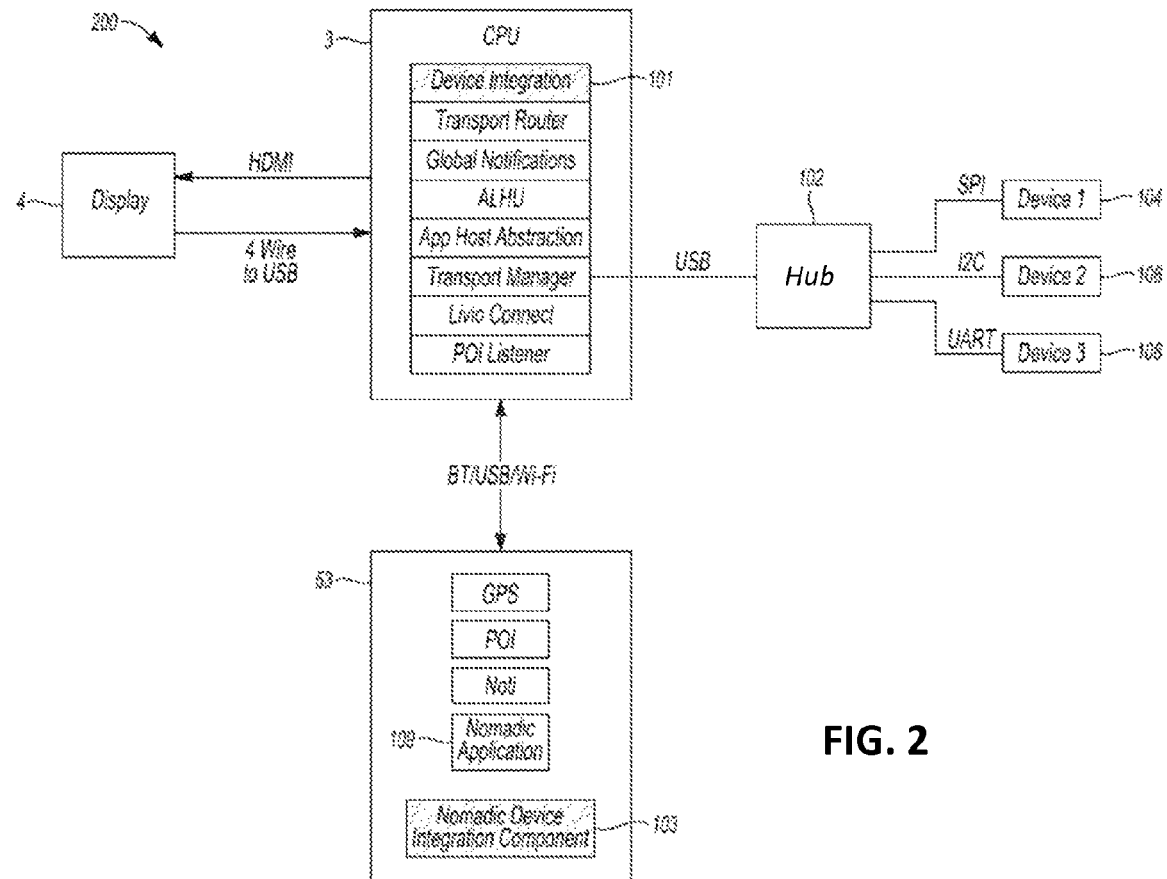 200
3
CPU
Device Integration
101
Transport Router
Global Notifications
ALHU
App Host Abstraction
Transport Manager
Livio Connect
POI Listener
HDMI
4
Display
4 Wire
to USB
USB
102
Hub
SPI
Device 1
104
I2C
Device 2
106
UART
Device 3
108
BT/USB/Wi-Fi
53
GPS
POI
Noti
109
Nomadic
Application
Nomadic Device
Integration Component
103
FIG. 2